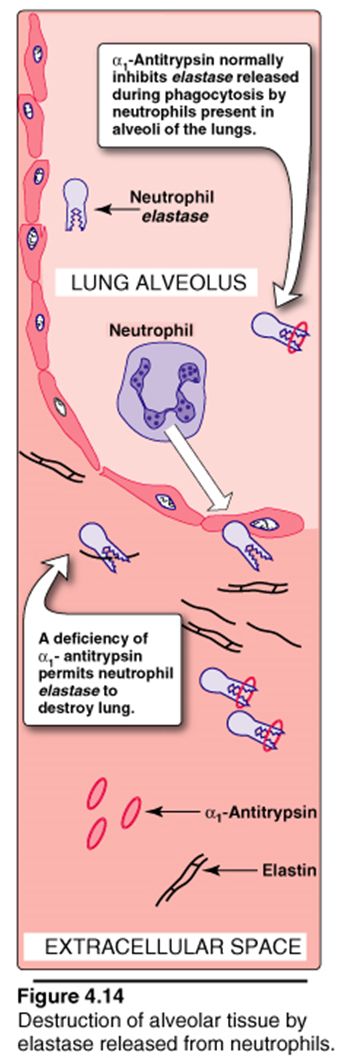 α1-Antitrypsin normally
inhibits elastase released
during phagocytosis by
neutrophils present in
alveoli of the lungs.
Neutrophil
elastase
LUNG ALVEOLUS
Neutrophil
A deficiency of
α1- antitrypsin
permits neutrophil
elastase to
destroy lung.
α1-Antitrypsin
Elastin
EXTRACELLULAR SPACE
Figure 4.14
Destruction of alveolar tissue by
elastase released from neutrophils.